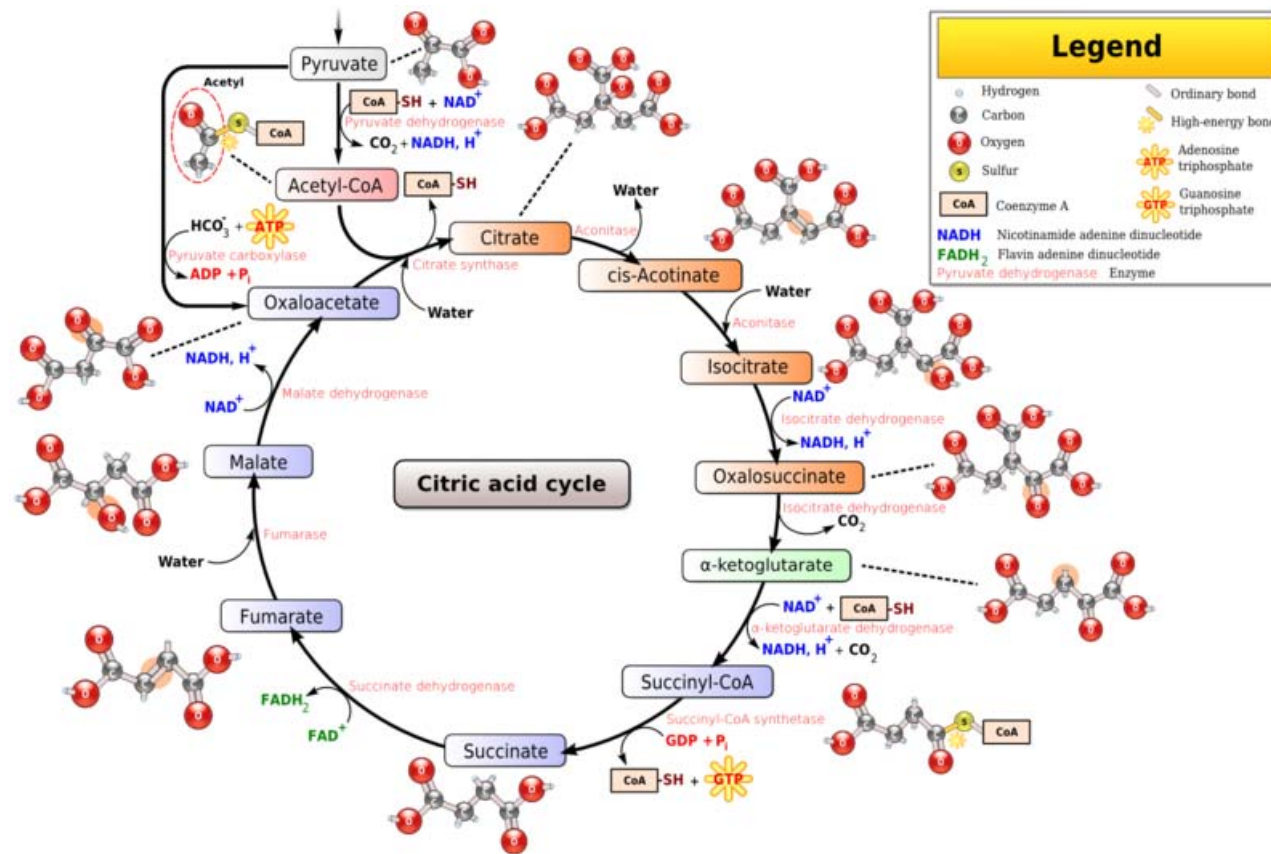 Pyruvate
Acetyl
CoA-SH + NAD+
Pyruvate dehydrogenase
CO2 + NADH, H+
S CoA
Acetyl-CoA
CoA-SH
HCO3- + ATP
Pyruvate carboxylase
ADP + Pi
Citrate
Citrate synthase
Water
Oxaloacetate
Aconitase
Water
cis-Acotinate
Water
Aconitase
Isocitrate
NAD+
Isocitrate dehydrogenase
NADH, H+
Oxalosuccinate
Isocitrate dehydrogenase
CO2
α-ketoglutarate
NAD+ + CoA-SH
α-ketoglutarate dehydrogenase
NADH, H+ + CO2
Succinyl-CoA
S CoA
Succinyl-CoA synthetase
GDP + Pi
CoA-SH + GTP
Succinate
Succinate dehydrogenase
FADH2
FAD+
Fumarate
Fumarase
Water
Malate
Malate dehydrogenase
NADH, H+
NAD+
Citric acid cycle
Legend
Hydrogen
C Carbon
O Oxygen
S Sulfur
CoA Coenzyme A
Ordinary bond
High-energy bond
ATP Adenosine
triphosphate
GTP Guanosine
triphosphate
NADH Nicotinamide adenine dinucleotide
FADH2 Flavin adenine dinucleotide
Pyruvate dehydrogenase Enzyme